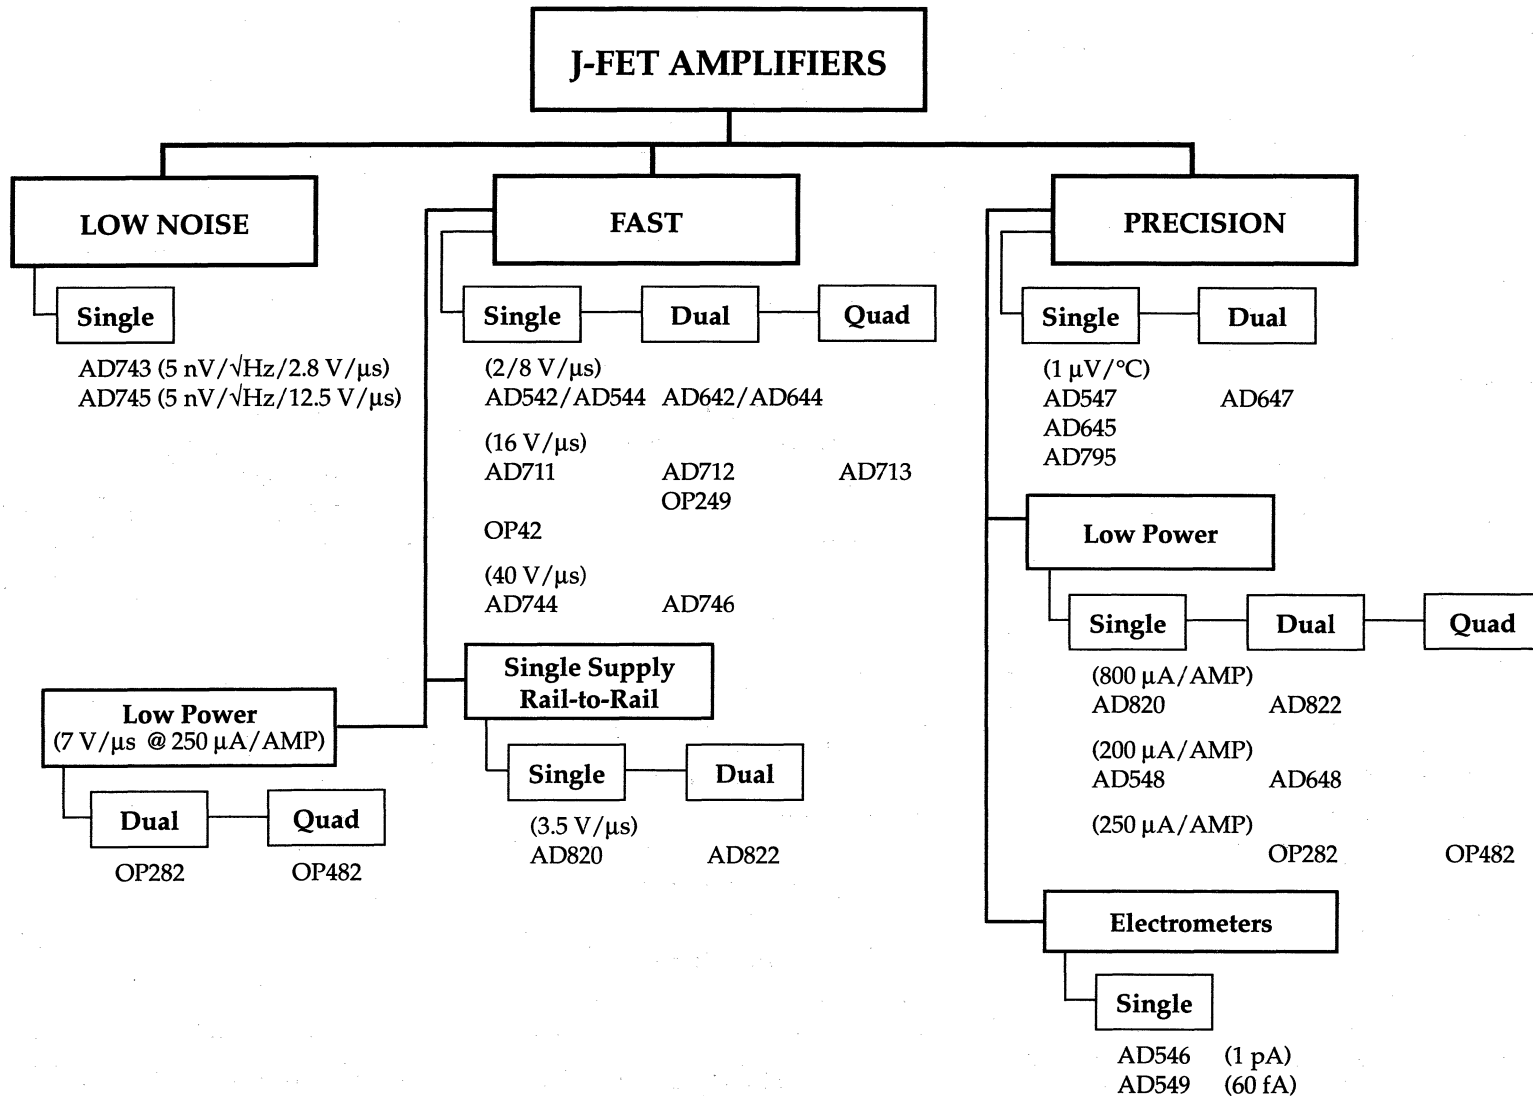 J-FET AMPLIFIERS
LOW NOISE
Single
AD743 (5 nV/√Hz/2.8 V/µs)
AD745 (5 nV/√Hz/12.5 V/µs)
FAST
Single
Dual
Quad
(2/8 V/µs)
AD542/AD544 AD642/AD644
(16 V/µs)
AD711 AD712 AD713
OP249
OP42
(40 V/µs)
AD744 AD746
Single Supply
Rail-to-Rail
Single
Dual
(3.5 V/µs)
AD820 AD822
Low Power
(7 V/µs @ 250 µA/AMP)
Dual
Quad
OP282 OP482
PRECISION
Single
Dual
(1 µV/°C)
AD547 AD647
AD645
AD795
Low Power
Single
Dual
Quad
(800 µA/AMP)
AD820 AD822
(200 µA/AMP)
AD548 AD648
(250 µA/AMP)
OP282 OP482
Electrometers
Single
AD546 (1 pA)
AD549 (60 fA)